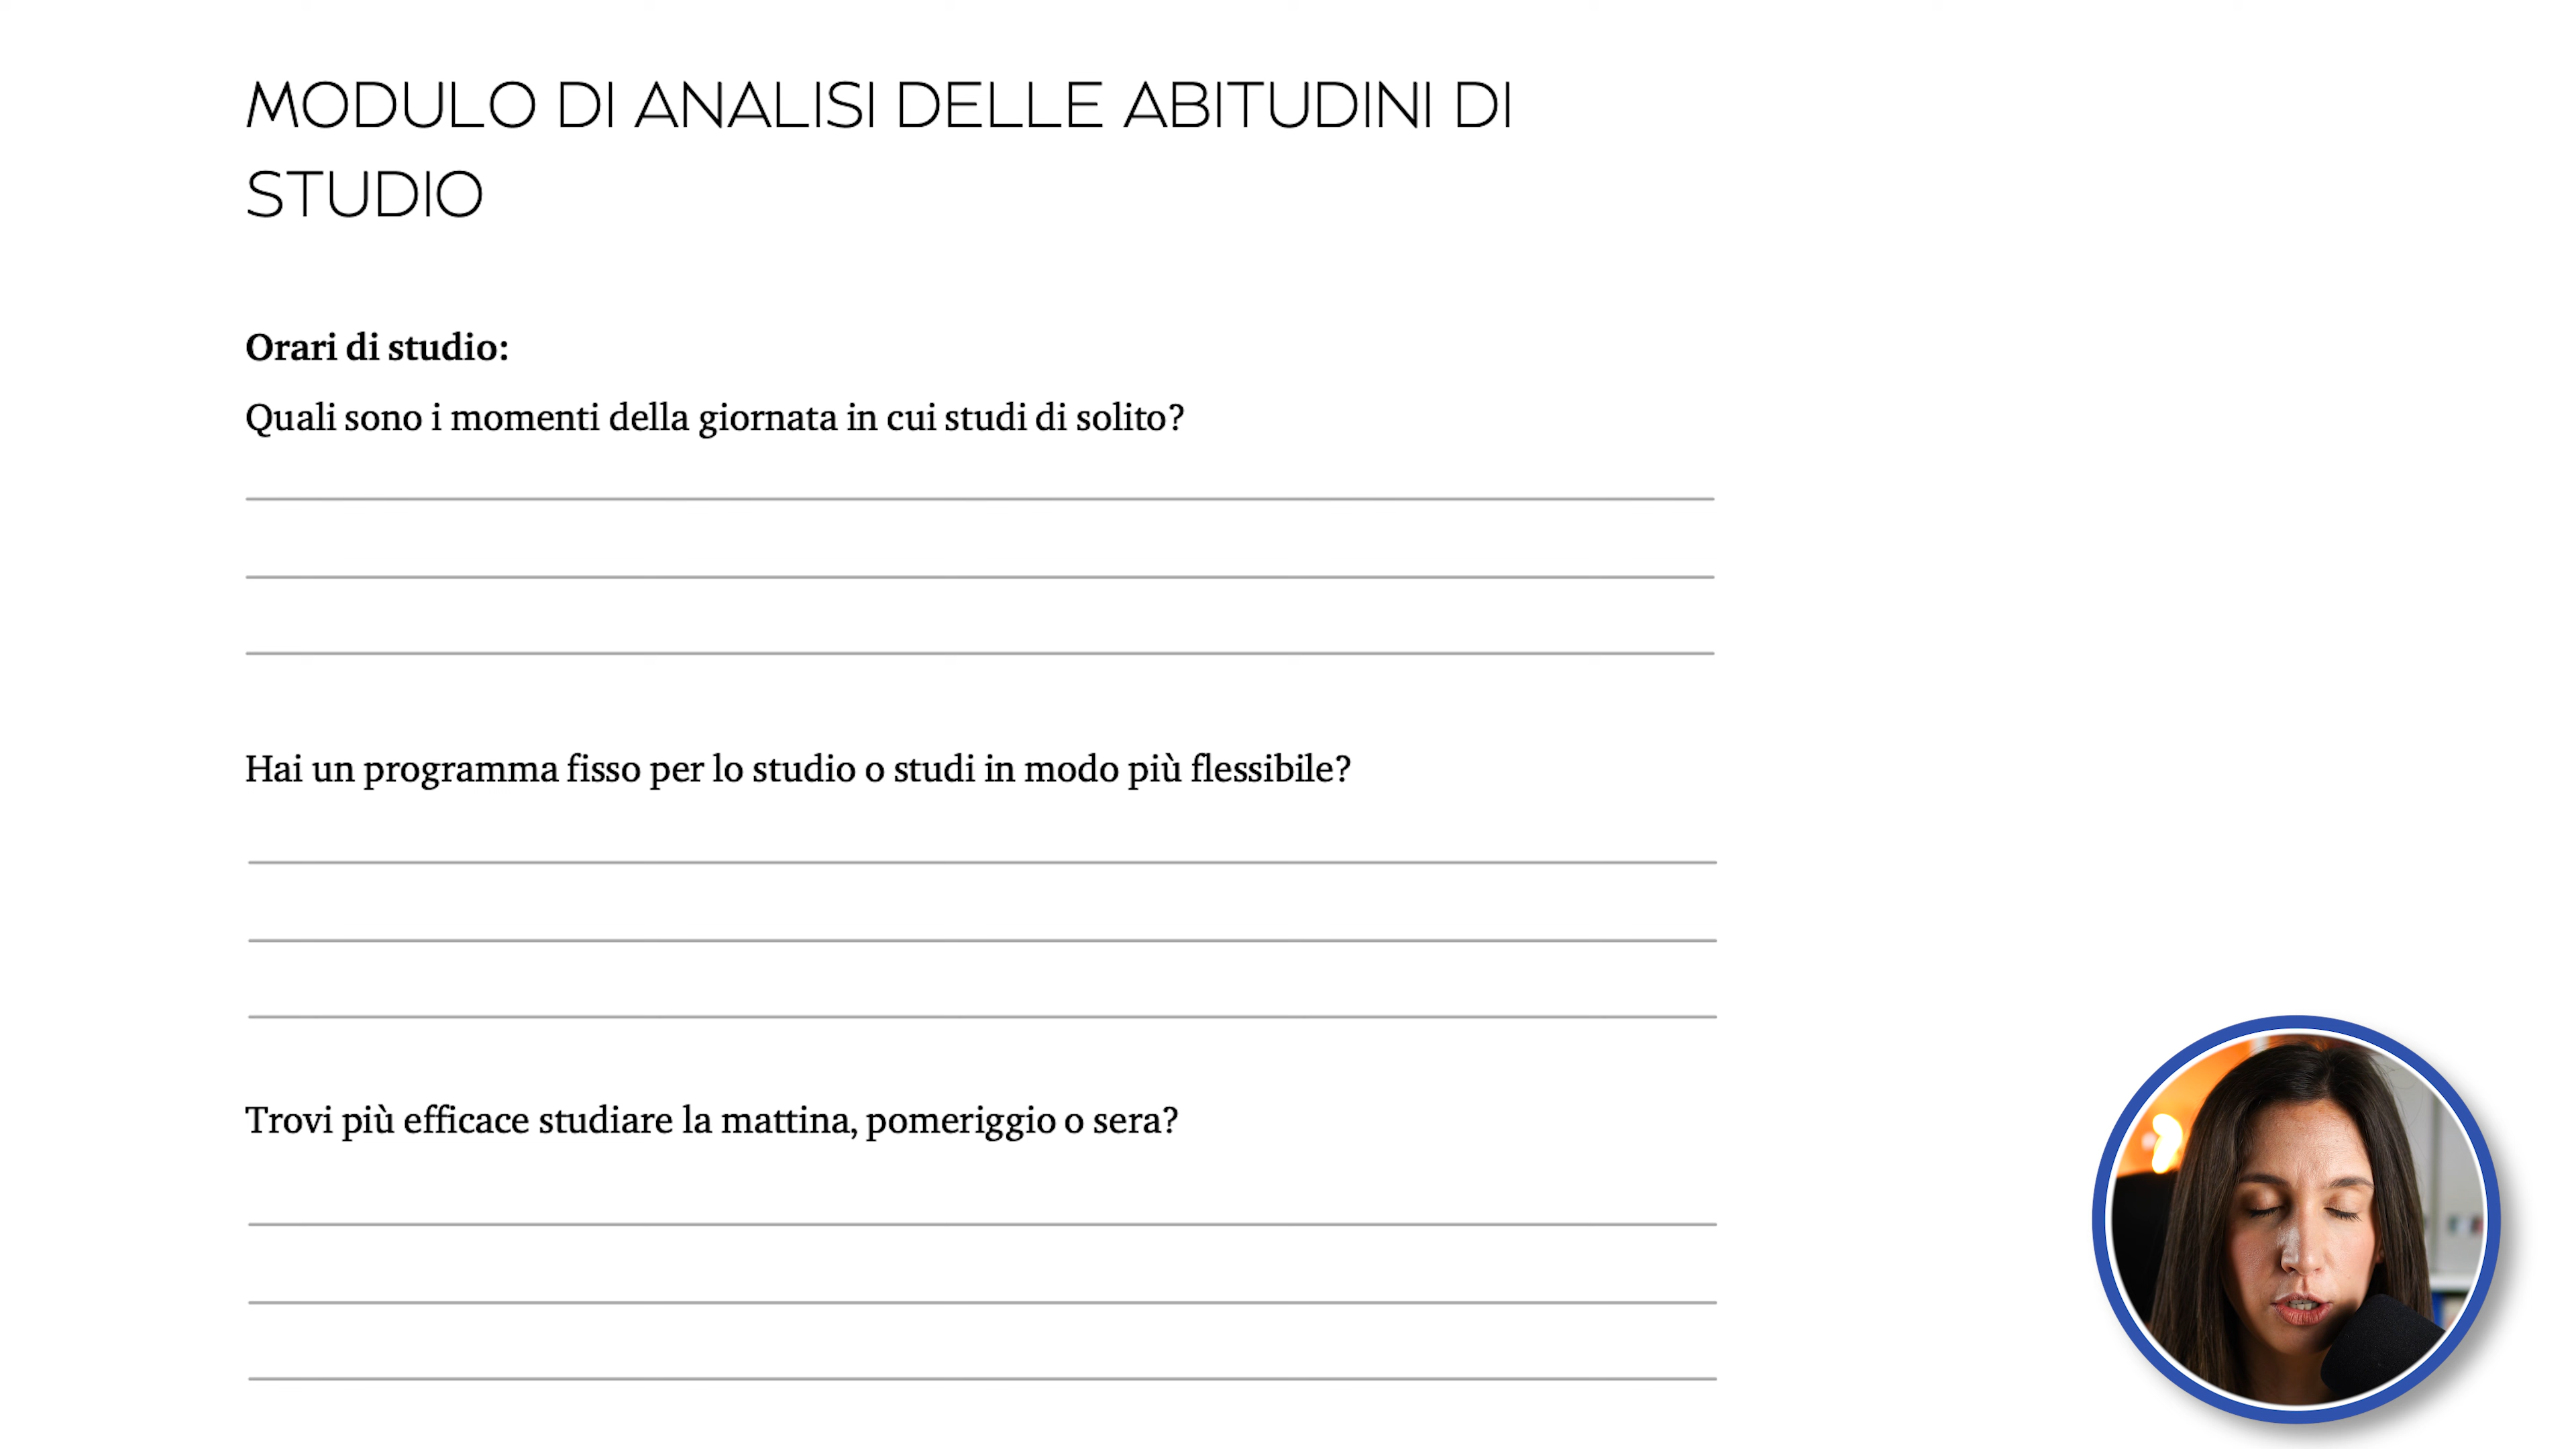 MODULO DI ANALISI DELLE ABITUDINI DI
STUDIO
Orari di studio:
Quali sono i momenti della giornata in cui studi di solito?
Hai un programma fisso per lo studio o studi in modo più flessibile?
Trovi più efficace studiare la mattina, pomeriggio o sera?